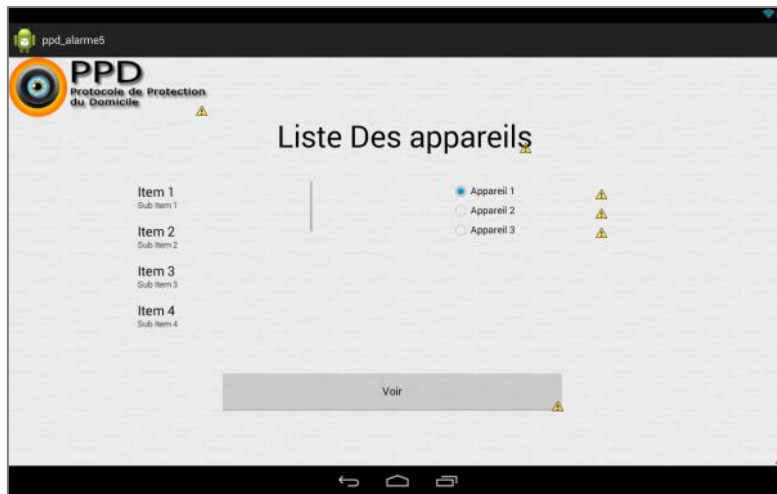 ppd_alarme5
PPD
Protocole de Protection
du Domicile
Liste Des appareils
Item 1
Sub Item 1
Item 2
Sub Item 2
Item 3
Sub Item 3
Item 4
Sub Item 4
Appareil 1
Appareil 2
Appareil 3
Voir